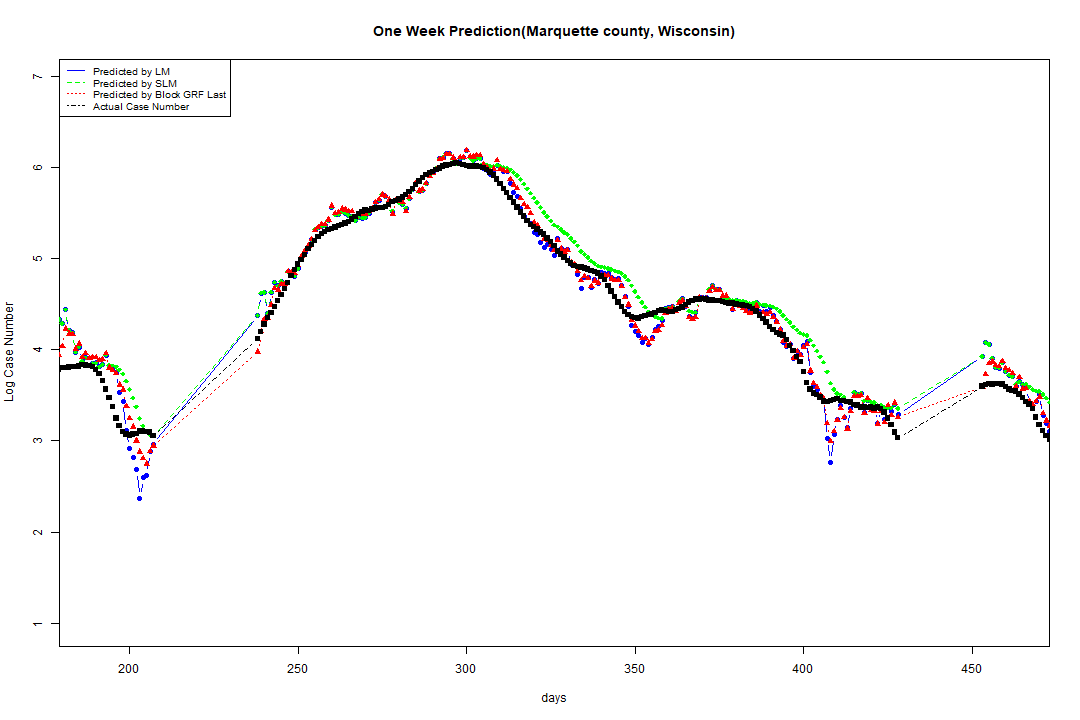 One Week Prediction(Marquette county, Wisconsin)
Predicted by LM
Predicted by SLM
Predicted by Block GRF Last
Actual Case Number
7
6
5
4
3
2
1
Log Case Number
200 250 300 350 400 450
days